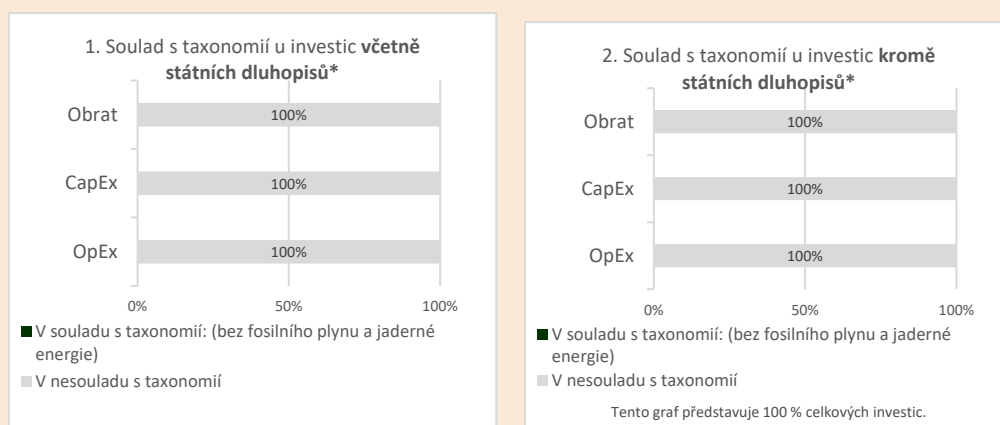 1. Soulad s taxonomií u investic včetně
státních dluhopisů*
Obrat
100%
CapEx
100%
OpEx
100%
0%
50%
100%
V souladu s taxonomií: (bez fosilního plynu a jaderné
energie)
V nesouladu s taxonomií
2. Soulad s taxonomií u investic kromě
státních dluhopisů*
Obrat
100%
CapEx
100%
OpEx
100%
0%
50%
100%
V souladu s taxonomií: (bez fosilního plynu a jaderné
energie)
V nesouladu s taxonomií
Tento graf představuje 100 % celkových investic.